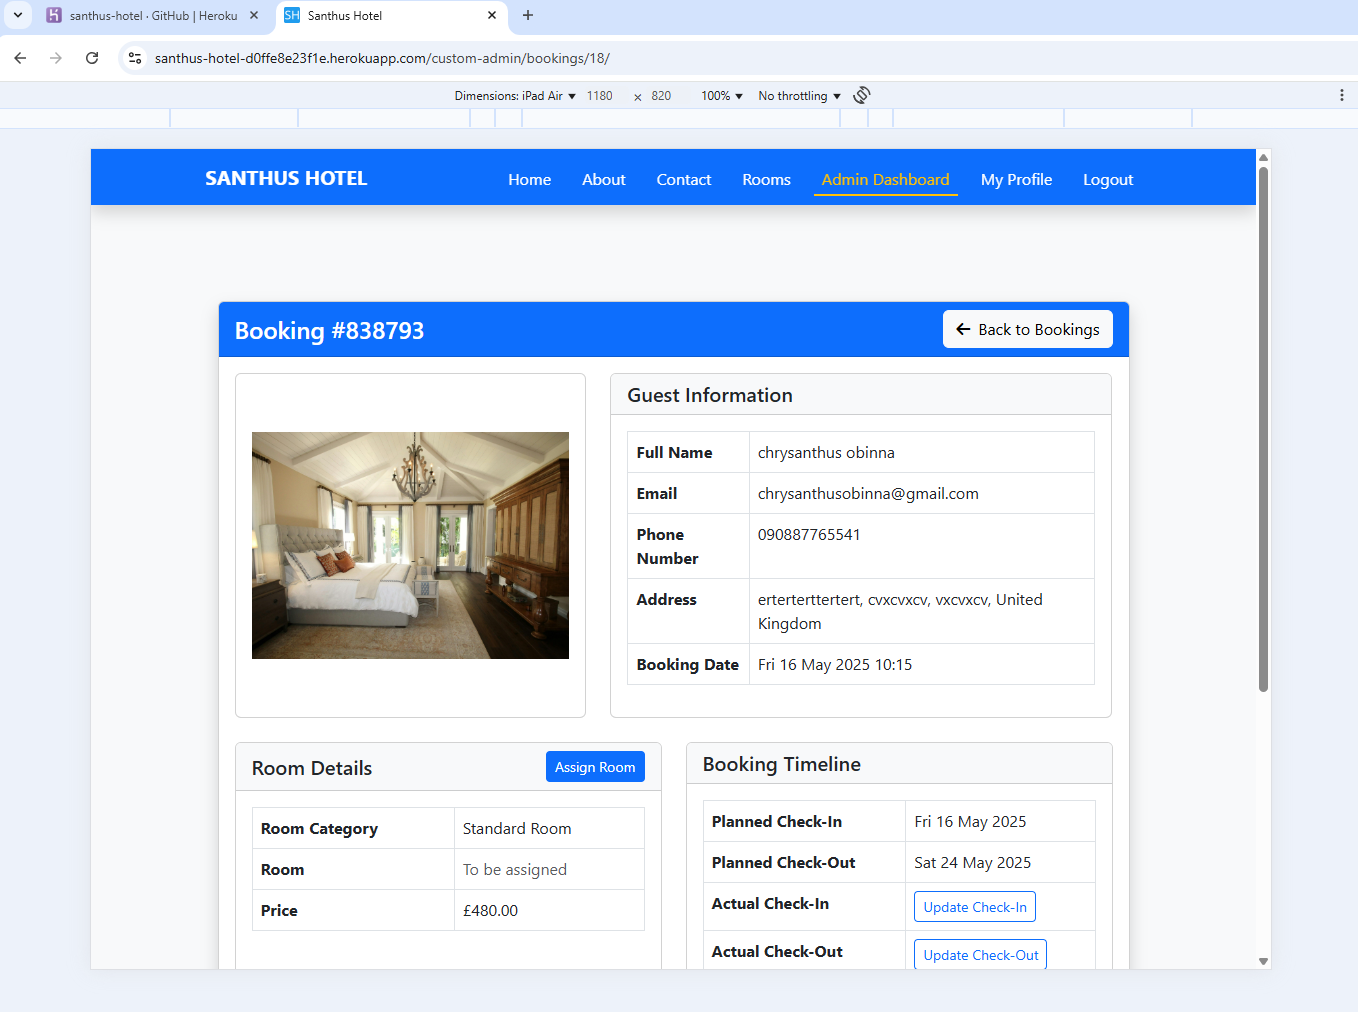 santhus-hotel · GitHub | Heroku
SH Santhus Hotel
santhus-hotel-d0ffe8e23f1e.herokuapp.com/custom-admin/bookings/18/
Dimensions: iPad Air 1180 × 820 100% No throttling
SANTHUS HOTEL Home About Contact Rooms Admin Dashboard My Profile Logout
Booking #838793 Back to Bookings
Guest Information
Full Name chrysanthus obinna
Email chrysanthusobinna@gmail.com
Phone 090887765541
Number
Address erterterttertert, cvxcvxcv, vxcvxcv, United
Kingdom
Booking Date Fri 16 May 2025 10:15
Room Details Assign Room
Room Category Standard Room
Room To be assigned
Price £480.00
Booking Timeline
Planned Check-In Fri 16 May 2025
Planned Check-Out Sat 24 May 2025
Actual Check-In Update Check-In
Actual Check-Out Update Check-Out